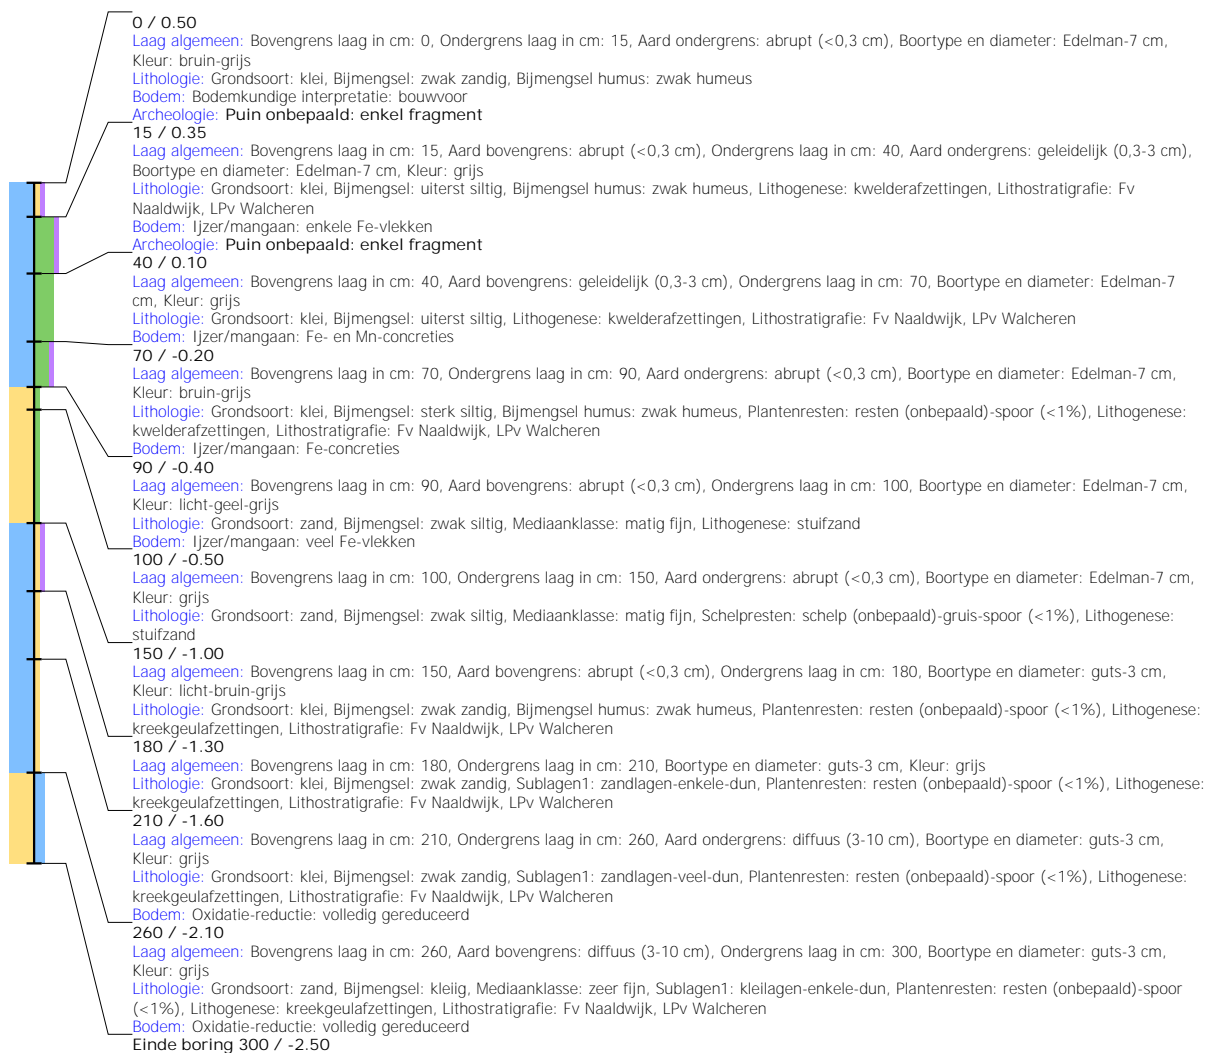 0 / 0.50
Laag algemeen: Bovengrens laag in cm: 0, Ondergrens laag in cm: 15, Aard ondergrens: abrupt (<0,3 cm), Boortype en diameter: Edelman-7 cm,
Kleur: bruin-grijs
Lithologie: Grondsoort: klei, Bijmengsel: zwak zandig, Bijmengsel humus: zwak humeus
Bodem: Bodemkundige interpretatie: bouwvoor
Archeologie: Puin onbepaald: enkel fragment
15 / 0.35
Laag algemeen: Bovengrens laag in cm: 15, Aard bovengrens: abrupt (<0,3 cm), Ondergrens laag in cm: 40, Aard ondergrens: geleidelijk (0,3-3 cm),
Boortype en diameter: Edelman-7 cm, Kleur: grijs
Lithologie: Grondsoort: klei, Bijmengsel: uiterst siltig, Bijmengsel humus: zwak humeus, Lithogenese: kwelderafzettingen, Lithostratigrafie: Fv
Naaldwijk, LPv Walcheren
Bodem: Ijzer/mangaan: enkele Fe-vlekken
Archeologie: Puin onbepaald: enkel fragment
40 / 0.10
Laag algemeen: Bovengrens laag in cm: 40, Aard bovengrens: geleidelijk (0,3-3 cm), Ondergrens laag in cm: 70, Boortype en diameter: Edelman-7
cm, Kleur: grijs
Lithologie: Grondsoort: klei, Bijmengsel: uiterst siltig, Lithogenese: kwelderafzettingen, Lithostratigrafie: Fv Naaldwijk, LPv Walcheren
Bodem: Ijzer/mangaan: Fe- en Mn-concreties
70 / -0.20
Laag algemeen: Bovengrens laag in cm: 70, Ondergrens laag in cm: 90, Aard ondergrens: abrupt (<0,3 cm), Boortype en diameter: Edelman-7 cm,
Kleur: bruin-grijs
Lithologie: Grondsoort: klei, Bijmengsel: sterk siltig, Bijmengsel humus: zwak humeus, Plantenresten: resten (onbepaald)-spoor (<1%), Lithogenese:
kwelderafzettingen, Lithostratigrafie: Fv Naaldwijk, LPv Walcheren
Bodem: Ijzer/mangaan: Fe-concreties
90 / -0.40
Laag algemeen: Bovengrens laag in cm: 90, Aard bovengrens: abrupt (<0,3 cm), Ondergrens laag in cm: 100, Boortype en diameter: Edelman-7 cm,
Kleur: licht-geel-grijs
Lithologie: Grondsoort: zand, Bijmengsel: zwak siltig, Mediaanklasse: matig fijn, Lithogenese: stuifzand
Bodem: Ijzer/mangaan: veel Fe-vlekken
100 / -0.50
Laag algemeen: Bovengrens laag in cm: 100, Ondergrens laag in cm: 150, Aard ondergrens: abrupt (<0,3 cm), Boortype en diameter: Edelman-7 cm,
Kleur: grijs
Lithologie: Grondsoort: zand, Bijmengsel: zwak siltig, Mediaanklasse: matig fijn, Schelpresten: schelp (onbepaald)-gruis-spoor (<1%), Lithogenese:
stuifzand
150 / -1.00
Laag algemeen: Bovengrens laag in cm: 150, Aard bovengrens: abrupt (<0,3 cm), Ondergrens laag in cm: 180, Boortype en diameter: guts-3 cm,
Kleur: licht-bruin-grijs
Lithologie: Grondsoort: klei, Bijmengsel: zwak zandig, Bijmengsel humus: zwak humeus, Plantenresten: resten (onbepaald)-spoor (<1%), Lithogenese:
kreekgeulafzettingen, Lithostratigrafie: Fv Naaldwijk, LPv Walcheren
180 / -1.30
Laag algemeen: Bovengrens laag in cm: 180, Ondergrens laag in cm: 210, Boortype en diameter: guts-3 cm, Kleur: grijs
Lithologie: Grondsoort: klei, Bijmengsel: zwak zandig, Sublagen1: zandlagen-enkele-dun, Plantenresten: resten (onbepaald)-spoor (<1%), Lithogenese:
kreekgeulafzettingen, Lithostratigrafie: Fv Naaldwijk, LPv Walcheren
210 / -1.60
Laag algemeen: Bovengrens laag in cm: 210, Ondergrens laag in cm: 260, Aard ondergrens: diffuus (3-10 cm), Boortype en diameter: guts-3 cm,
Kleur: grijs
Lithologie: Grondsoort: klei, Bijmengsel: zwak zandig, Sublagen1: zandlagen-veel-dun, Plantenresten: resten (onbepaald)-spoor (<1%), Lithogenese:
kreekgeulafzettingen, Lithostratigrafie: Fv Naaldwijk, LPv Walcheren
Bodem: Oxidatie-reductie: volledig gereduceerd
260 / -2.10
Laag algemeen: Bovengrens laag in cm: 260, Aard bovengrens: diffuus (3-10 cm), Ondergrens laag in cm: 300, Boortype en diameter: guts-3 cm,
Kleur: grijs
Lithologie: Grondsoort: zand, Bijmengsel: kleiig, Mediaanklasse: zeer fijn, Sublagen1: kleilagen-enkele-dun, Plantenresten: resten (onbepaald)-spoor
(<1%), Lithogenese: kreekgeulafzettingen, Lithostratigrafie: Fv Naaldwijk, LPv Walcheren
Bodem: Oxidatie-reductie: volledig gereduceerd
Einde boring 300 / -2.50